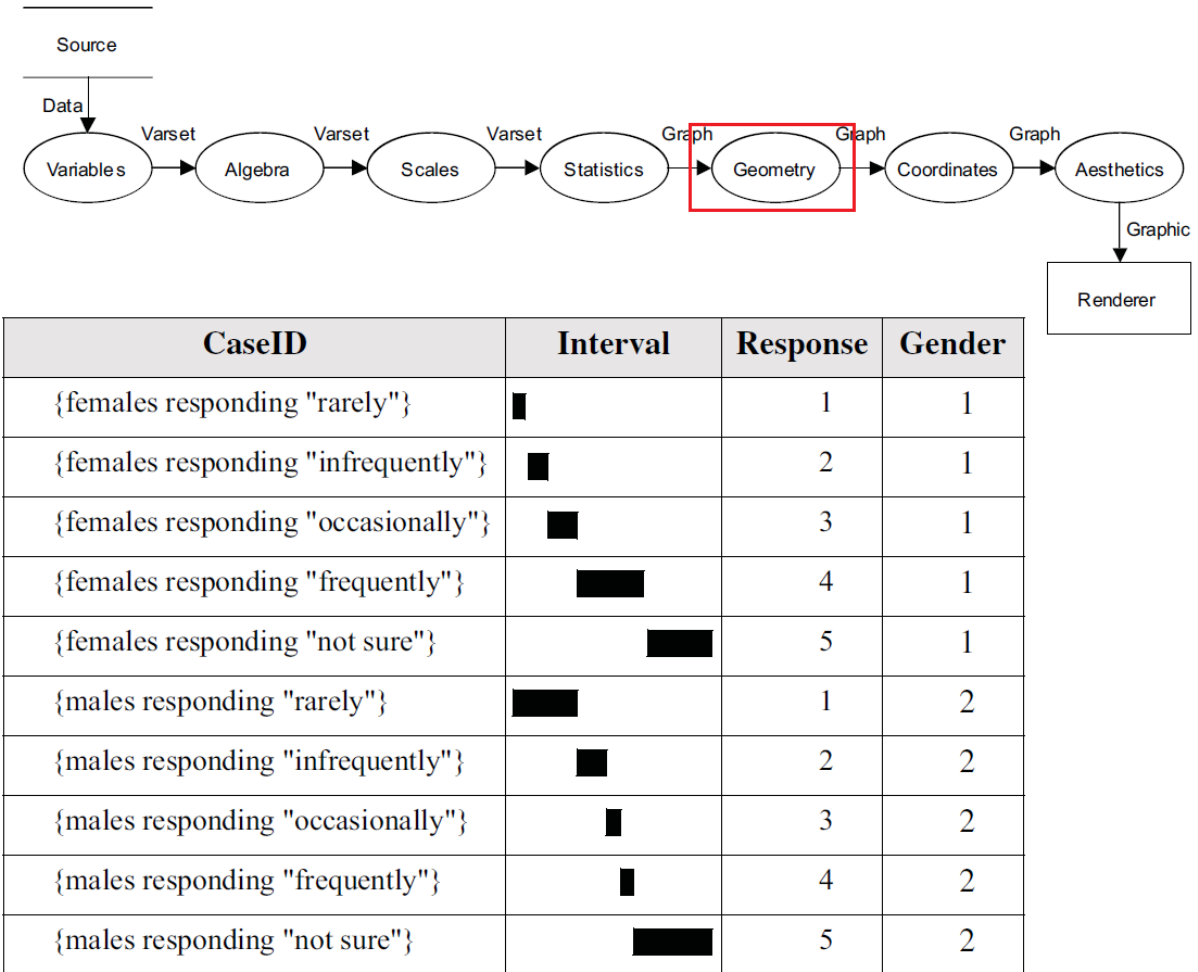 Source
Data
Varset Varset Varset Graph Graph Graph
Variables Algebra Scales Statistics Geometry Coordinates Aesthetics
Graphic
Renderer
CaseID Interval Response Gender
{females responding "rarely"} 1 1
{females responding "infrequently"} 2 1
{females responding "occasionally"} 3 1
{females responding "frequently"} 4 1
{females responding "not sure"} 5 1
{males responding "rarely"} 1 2
{males responding "infrequently"} 2 2
{males responding "occasionally"} 3 2
{males responding "frequently"} 4 2
{males responding "not sure"} 5 2